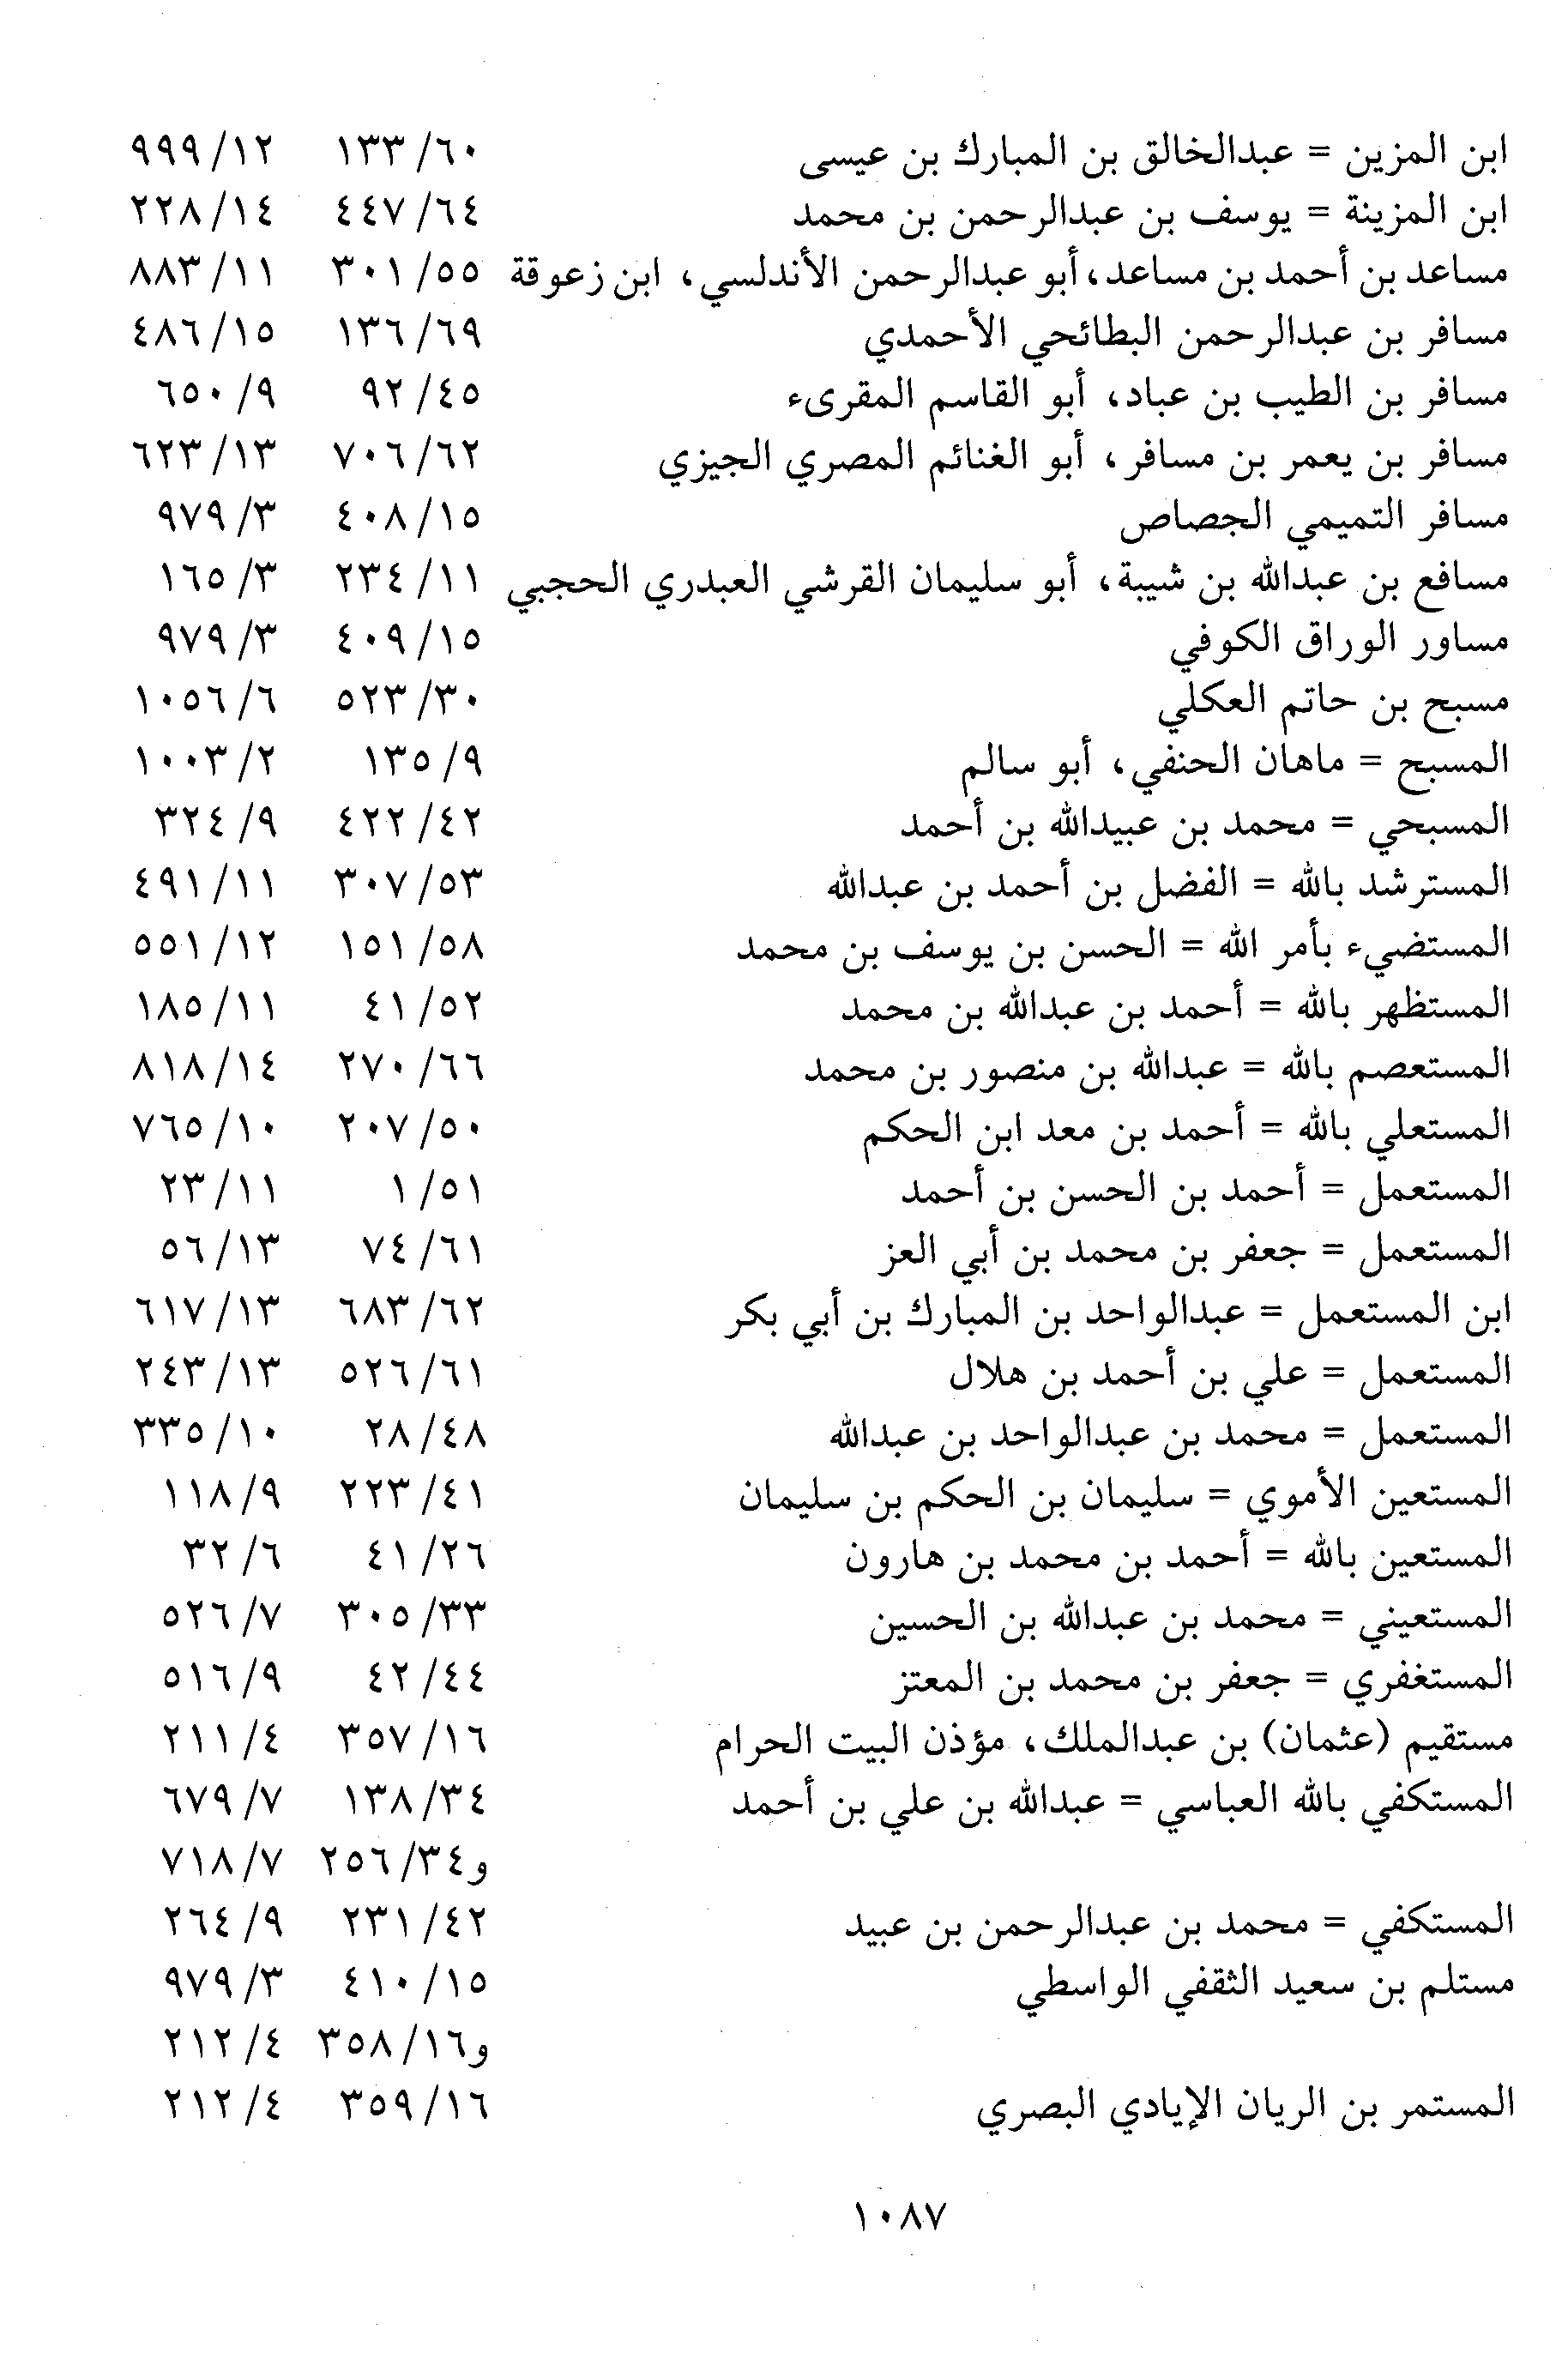 ابن المزين = عبدالخالق بن المبارك بن عيسى ٦٠/ ١٣٣ ١٢/ ٩٩٩
ابن المزينة = يوسف بن عبدالرحمن بن محمد ٦٤/ ٤٤٧ ١٤/ ٢٢٨
مساعد بن أحمد بن مساعد، أبو عبدالرحمن الأندلسي، ابن زعوقة ٥٥/ ٣٠١ ١١/ ٨٨٣
مسافر بن عبدالرحمن البطائحي الأحمدي ٦٩/ ١٣٦ ١٥/ ٤٨٦
مسافر بن الطيب بن عباد، أبو القاسم المقرىء ٤٥/ ٩٢ ٩/ ٦٥٠
مسافر بن يعمر بن مسافر، أبو الغنائم المصري الجيزي ٦٢/ ٧٠٦ ١٣/ ٦٢٣
مسافر التميمي الجصاص ١٥/ ٤٠٨ ٣/ ٩٧٩
مسافع بن عبدالله بن شيبة، أبو سليمان القرشي العبدري الحجبي ١١/ ٢٣٤ ٣/ ١٦٥
مساور الوراق الكوفي ١٥/ ٤٠٩ ٣/ ٩٧٩
مسبح بن حاتم العكلي ٣٠/ ٥٢٣ ٦/ ١٠٥٦
المسبح = ماهان الحنفي، أبو سالم ٩/ ١٣٥ ٢/ ١٠٠٣
المسبحي = محمد بن عبيدالله بن أحمد ٤٢/ ٤٢٢ ٩/ ٣٢٤
المسترشد بالله = الفضل بن أحمد بن عبدالله ٥٣/ ٣٠٧ ١١/ ٤٩١
المستضيء بأمر الله = الحسن بن يوسف بن محمد ٥٨/ ١٥١ ١٢/ ٥٥١
المستظهر بالله = أحمد بن عبدالله بن محمد ٥٢/ ٤١ ١١/ ١٨٥
المستعصم بالله = عبدالله بن منصور بن محمد ٦٦/ ٢٧٠ ١٤/ ٨١٨
المستعلي بالله = أحمد بن معد ابن الحكم ٥٠/ ٢٠٧ ١٠/ ٧٦٥
المستعمل = أحمد بن الحسن بن أحمد ٥١/ ١ ١١/ ٢٣
المستعمل = جعفر بن محمد بن أبي العز ٦١/ ٧٤ ١٣/ ٥٦
ابن المستعمل = عبدالواحد بن المبارك بن أبي بكر ٦٢/ ٦٨٣ ١٣/ ٦١٧
المستعمل = علي بن أحمد بن هلال ٦١/ ٥٢٦ ١٣/ ٢٤٣
المستعمل = محمد بن عبدالواحد بن عبدالله ٤٨/ ٢٨ ١٠/ ٣٣٥
المستعين الأموي = سليمان بن الحكم بن سليمان ٤١/ ٢٢٣ ٩/ ١١٨
المستعين بالله = أحمد بن محمد بن هارون ٢٦/ ٤١ ٦/ ٣٢
المستعيني = محمد بن عبدالله بن الحسين ٣٣/ ٣٠٥ ٧/ ٥٢٦
المستغفري = جعفر بن محمد بن المعتز ٤٤/ ٤٢ ٩/ ٥١٦
مستقيم (عثمان) بن عبدالملك، مؤذن البيت الحرام ١٦/ ٣٥٧ ٤/ ٢١١
المستكفي بالله العباسي = عبدالله بن علي بن أحمد ٣٤/ ١٣٨ ٧/ ٦٧٩
و٣٤/ ٢٥٦ ٧/ ٧١٨
المستكفي = محمد بن عبدالرحمن بن عبيد ٤٢/ ٢٣١ ٩/ ٢٦٤
مستلم بن سعيد الثقفي الواسطي ١٥/ ٤١٠ ٣/ ٩٧٩
و١٦/ ٣٥٨ ٤/ ٢١٢
المستمر بن الريان الإيادي البصري ١٦/ ٣٥٩ ٤/ ٢١٢
١٠٨٧